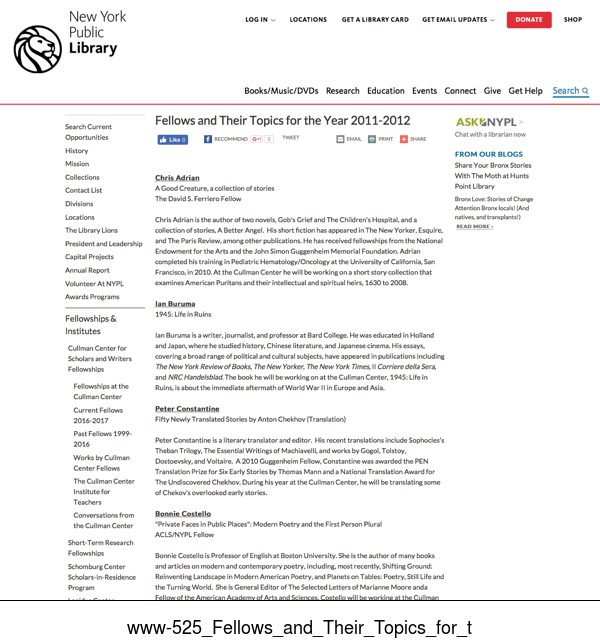 New York
Public
Library
LOG IN
LOCATIONS
GET A LIBRARY CARD
GET EMAIL UPDATES
DONATE
SHOP
Books/Music/DVDs
Research
Education
Events
Connect
Give
Get Help
Search
Search Current
Opportunities
History
Mission
Collections
Contact List
Divisions
Locations
The Library Lions
President and Leadership
Capital Projects
Annual Report
Volunteer At NYPL
Awards Programs
Fellowships &
Institutes
Cullman Center for
Scholars and Writers
Fellowships
Fellowships at the
Cullman Center
Current Fellows
2016-2017
Past Fellows 1999-
2016
Works by Cullman
Center Fellows
The Cullman Center
Institute for
Teachers
Conversations from
the Cullman Center
Short-Term Research
Fellowships
Schomburg Center
Scholars-in-Residence
Program
Fellows and Their Topics for the Year 2011-2012
Like 0
RECOMMEND
G+1 0
TWEET
EMAIL
PRINT
SHARE
Chris Adrian
A Good Creature, a collection of stories
The David S. Ferriero Fellow
Chris Adrian is the author of two novels, Gob's Grief and The Children's Hospital, and a
collection of stories, A Better Angel. His short fiction has appeared in The New Yorker, Esquire,
and The Paris Review, among other publications. He has received fellowships from the National
Endowment for the Arts and the John Simon Guggenheim Memorial Foundation. Adrian
completed his training in Pediatric Hematology/Oncology at the University of California, San
Francisco, in 2010. At the Cullman Center he will be working on a short story collection that
examines American Puritans and their intellectual and spiritual heirs, 1630 to 2008.
Ian Buruma
1945: Life in Ruins
Ian Buruma is a writer, journalist, and professor at Bard College. He was educated in Holland
and Japan, where he studied history, Chinese literature, and Japanese cinema. His essays,
covering a broad range of political and cultural subjects, have appeared in publications including
The New York Review of Books, The New Yorker, The New York Times, Il Corriere della Sera,
and NRC Handelsblad. The book he will be working on at the Cullman Center, 1945: Life in
Ruins, is about the immediate aftermath of World War II in Europe and Asia.
Peter Constantine
Fifty Newly Translated Stories by Anton Chekhov (Translation)
Peter Constantine is a literary translator and editor. His recent translations include Sophocles's
Theban Trilogy, The Essential Writings of Machiavelli, and works by Gogol, Tolstoy,
Dostoevsky, and Voltaire. A 2010 Guggenheim Fellow, Constantine was awarded the PEN
Translation Prize for Six Early Stories by Thomas Mann and a National Translation Award for
The Undiscovered Chekhov. During his year at the Cullman Center, he will be translating some
of Chekov's overlooked early stories.
Bonnie Costello
"Private Faces in Public Places": Modern Poetry and the First Person Plural
ACLS/NYPL Fellow
Bonnie Costello is Professor of English at Boston University. She is the author of many books
and articles on modern and contemporary poetry, including, most recently, Shifting Ground:
Reinventing Landscape in Modern American Poetry, and Planets on Tables: Poetry, Still Life and
the Turning World. She is General Editor of The Selected Letters of Marianne Moore and a
Fellow of the American Academy of Arts and Sciences. Costello will be working at the Cullman
ASK NYPL
Chat with a librarian now
FROM OUR BLOGS
Share Your Bronx Stories
With The Moth at Hunts
Point Library
Bronx Love: Stories of Change
Attention Bronx locals! (And
natives, and transplants!)
READ MORE ›
www-525_Fellows_and_Their_Topics_for_t